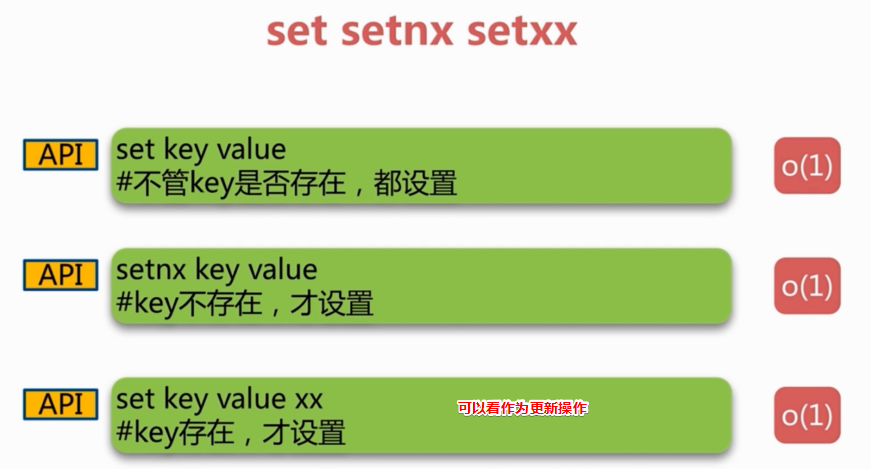 set setnx setxx
API
set key value
#不管key是否存在，都设置
o(1)
API
setnx key value
#key不存在，才设置
o(1)
API
set key value xx
#key存在，才设置
可以看作为更新操作
o(1)